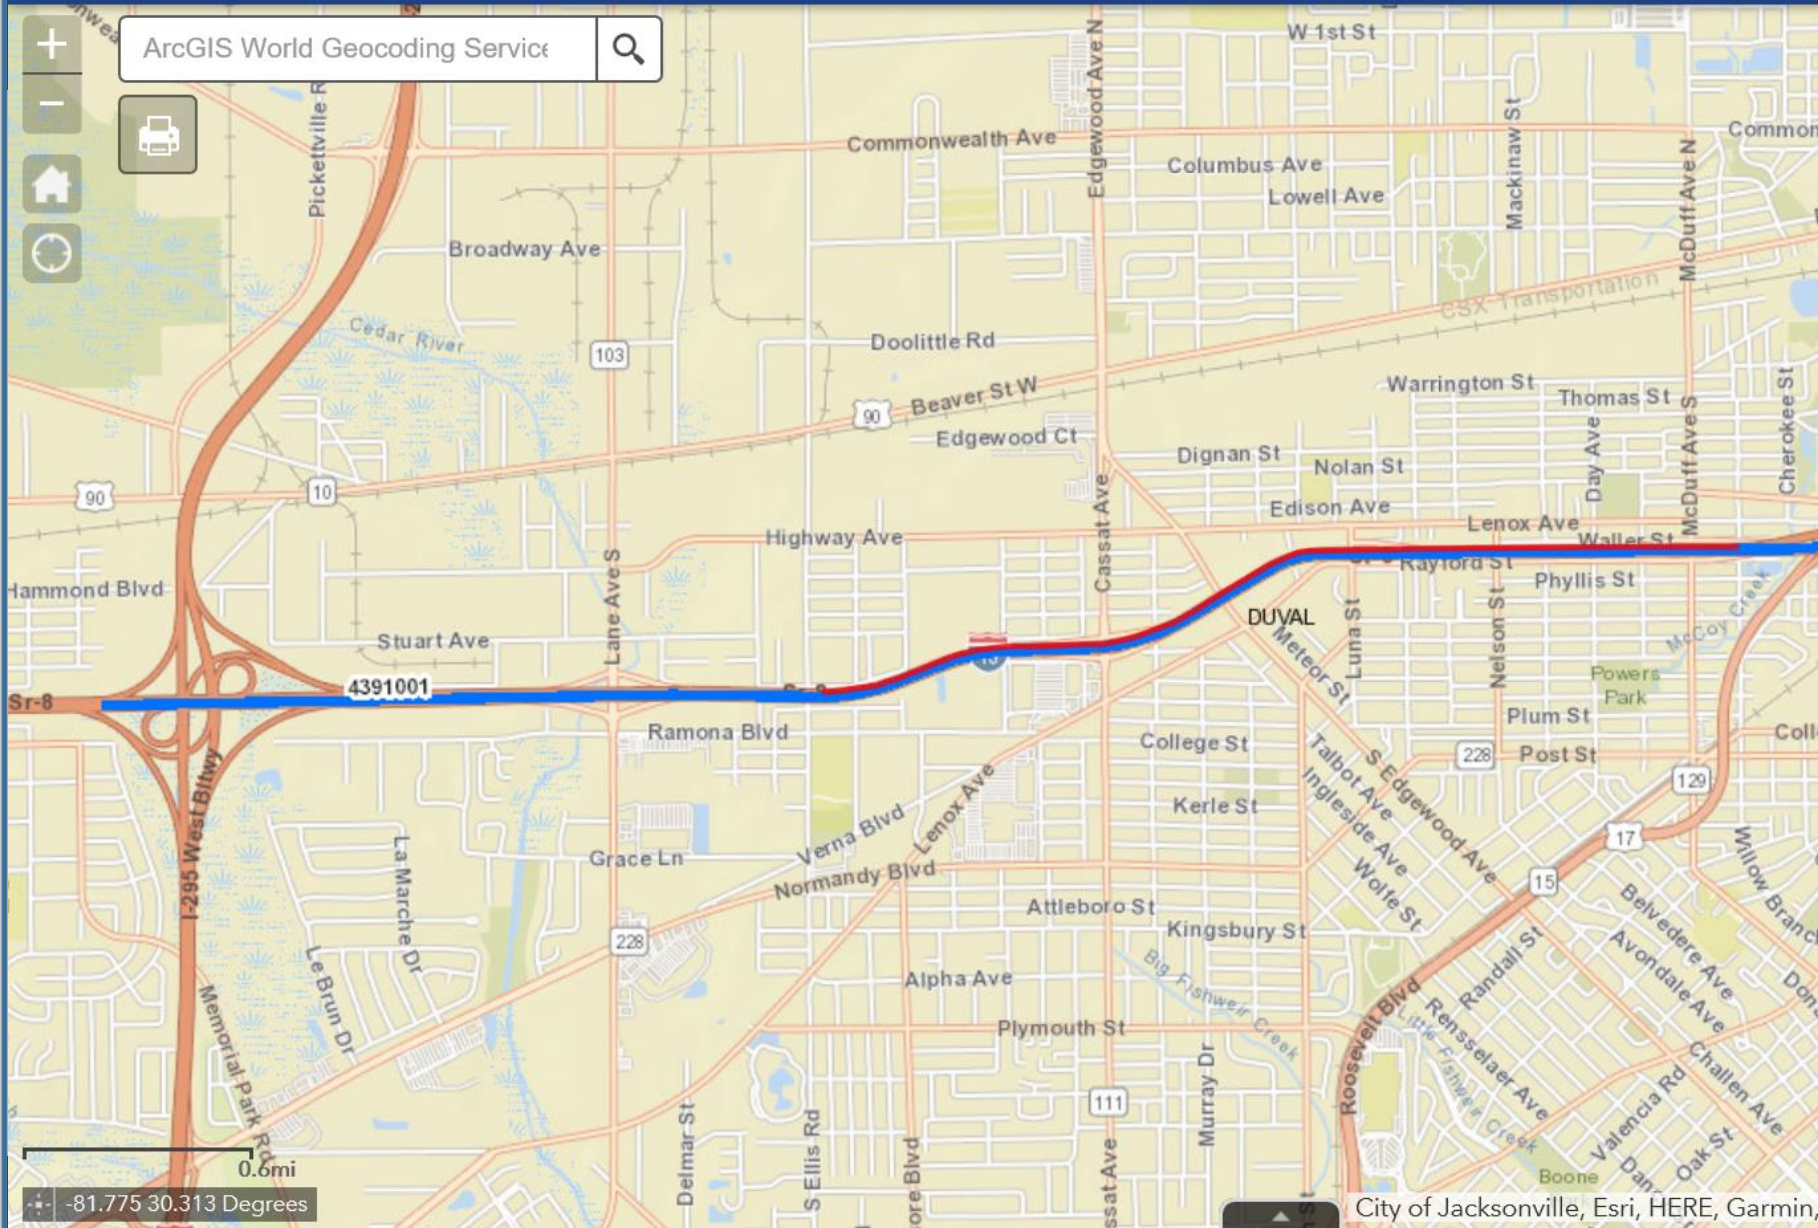 ArcGIS World Geocoding Service
W 1st St
Edgewood Ave N
Commonwealth Ave
Columbus Ave
Lowell Ave
Mackinaw St
McDuff Ave N
Broadway Ave
CSX Transportation
Cedar River
103
Doolittle Rd
90
Beaver St W
Edgewood Ct
Warrington St
Thomas St
Cherokee St
Day Ave
McDuff Ave S
Dignan St
Nolan St
Edison Ave
90
10
Highway Ave
Cassat Ave
Lenox Ave
Waller St
Rayford St
Phyllis St
Hammond Blvd
Lane Ave S
Stuart Ave
DUVAL
Luna St
Nelson St
McCoy Creek
Meteor St
Powers
Park
Sr-8
4391001
Sr-8
Ramona Blvd
College St
Plum St
228
Post St
129
I-295 West Bltwy
Kerle St
Talbot Ave
S Edgewood Ave
Ingleside Ave
Wolfe St
17
15
La Marche Dr
Grace Ln
Verna Blvd
Lenox Ave
Normandy Blvd
Attleboro St
Kingsbury St
228
Le Brun Dr
Alpha Ave
Big Fishweir Creek
Belvedere Ave
Avondale Ave
Randall St
Memorial Park Rd
Plymouth St
Roosevelt Blvd
Rensselaer Ave
Little Fishweir Creek
Challen Ave
Valencia Rd
Oak St
111
Murray Dr
Delmar St
S Ellis Rd
0.6mi
Boone
-81.775 30.313 Degrees
City of Jacksonville, Esri, HERE, Garmin,